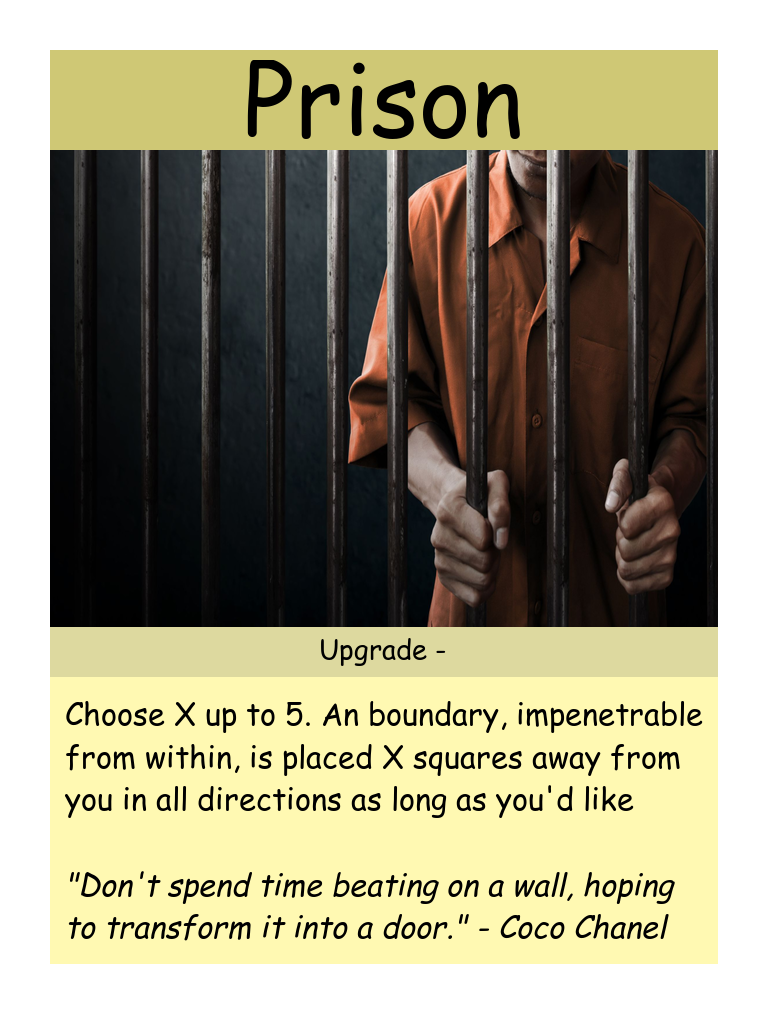 Prison
Upgrade -
Choose X up to 5. An boundary, impenetrable
from within, is placed X squares away from
you in all directions as long as you'd like
"Don't spend time beating on a wall, hoping
to transform it into a door." - Coco Chanel